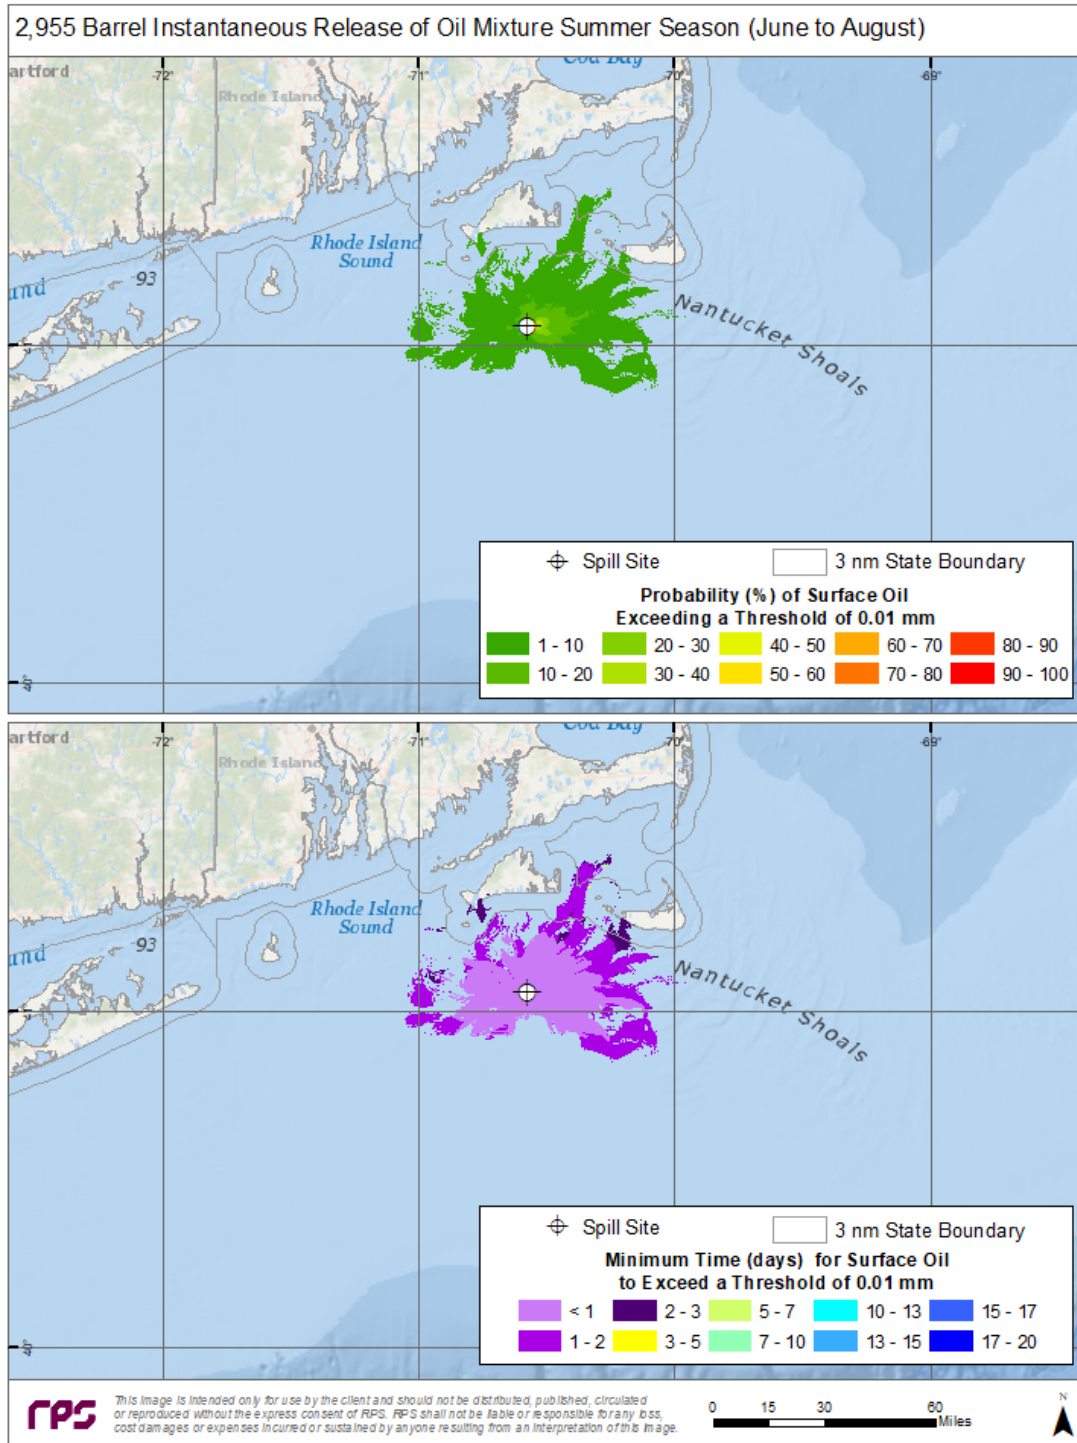 2,955 Barrel Instantaneous Release of Oil Mixture Summer Season (June to August)
artford
-72°
-71°
Cod Bay
-70°
-69°
Rhode Island
Rhode Island
Sound
93
und
Nantucket Shoals
40°
Spill Site
3 nm State Boundary
Probability (%) of Surface Oil
Exceeding a Threshold of 0.01 mm
1 - 10
20 - 30
40 - 50
60 - 70
80 - 90
10 - 20
30 - 40
50 - 60
70 - 80
90 - 100
artford
-72°
-71°
Cod Bay
-70°
-69°
Rhode Island
Rhode Island
Sound
93
und
Nantucket Shoals
40°
Spill Site
3 nm State Boundary
Minimum Time (days) for Surface Oil
to Exceed a Threshold of 0.01 mm
< 1
2 - 3
5 - 7
10 - 13
15 - 17
1 - 2
3 - 5
7 - 10
13 - 15
17 - 20
rps
This image is intended only for use by the client and should not be distributed, published, circulated
or reproduced without the express consent of RPS. RPS shall not be liable or responsible for any loss,
cost damages or expenses incurred or sustained by anyone resulting from an interpretation of this image.
0 15 30 60
Miles
N